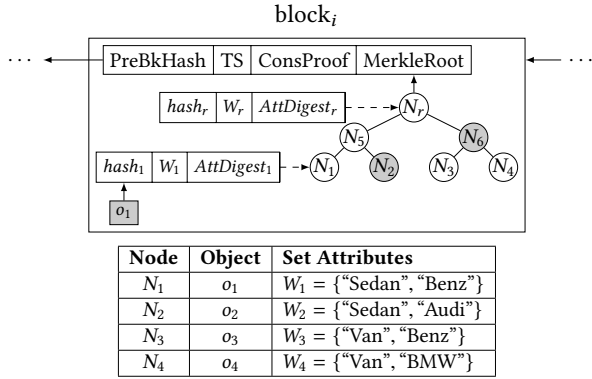 block_i
··· PreBkHash TS ConsProof MerkleRoot ···
hash_r W_r AttDigest_r N_r
N_5 N_6
hash_1 W_1 AttDigest_1 N_1 N_2 N_3 N_4
o_1
Node Object Set Attributes
N_1 o_1 W_1 = {“Sedan”, “Benz”}
N_2 o_2 W_2 = {“Sedan”, “Audi”}
N_3 o_3 W_3 = {“Van”, “Benz”}
N_4 o_4 W_4 = {“Van”, “BMW”}